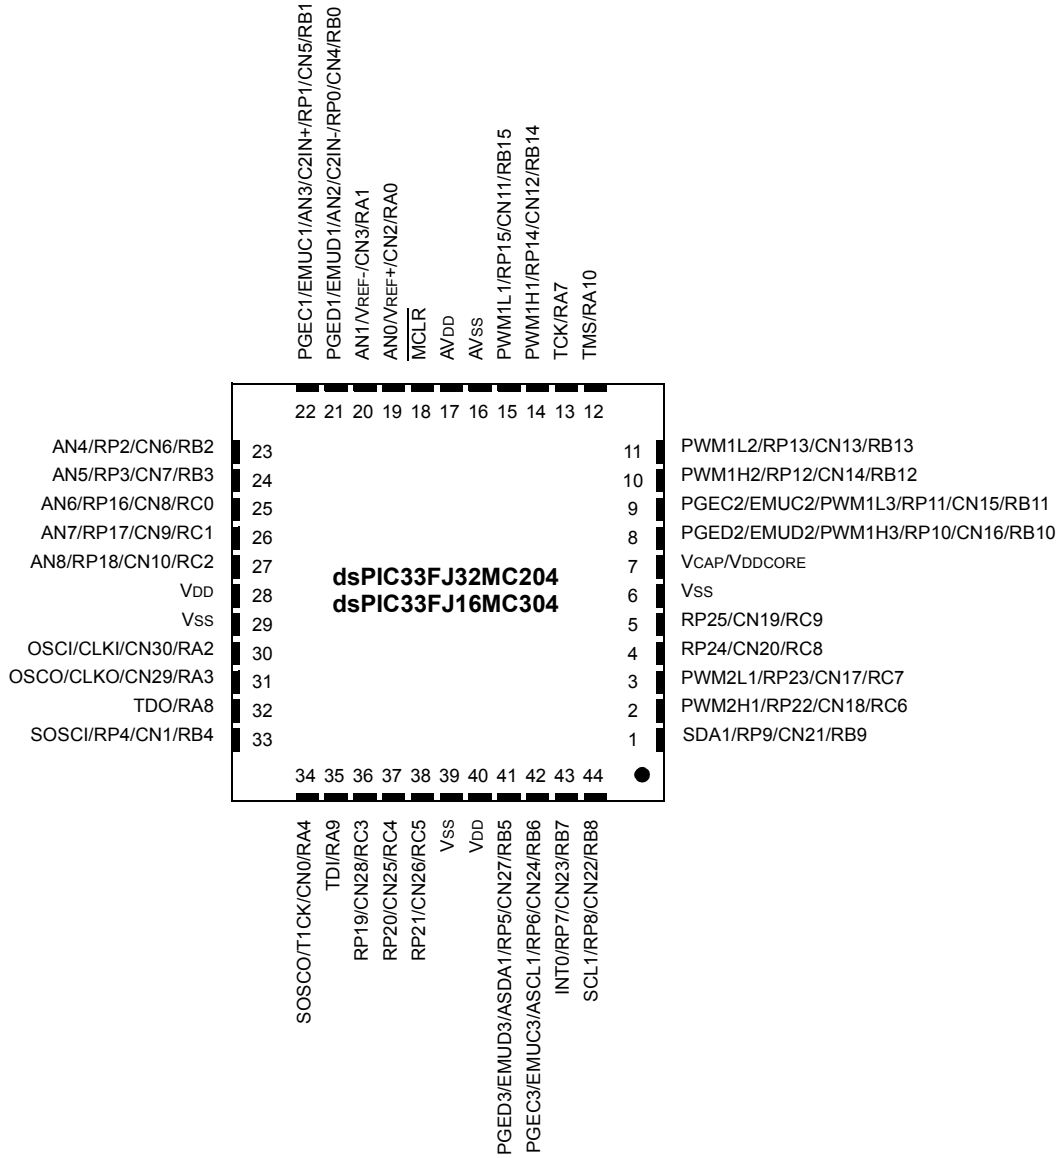 PGEC1/EMUC1/AN3/C2IN+/RP1/CN5/RB1
PGED1/EMUD1/AN2/C2IN-/RP0/CN4/RB0
AN1/VREF-/CN3/RA1
AN0/VREF+/CN2/RA0
MCLR
AVDD
AVSS
PWM1L1/RP15/CN11/RB15
PWM1H1/RP14/CN12/RB14
TCK/RA7
TMS/RA10
22 21 20 19 18 17 16 15 14 13 12
AN4/RP2/CN6/RB2 23
AN5/RP3/CN7/RB3 24
AN6/RP16/CN8/RC0 25
AN7/RP17/CN9/RC1 26
AN8/RP18/CN10/RC2 27
VDD 28
VSS 29
OSCI/CLKI/CN30/RA2 30
OSCO/CLKO/CN29/RA3 31
TDO/RA8 32
SOSCI/RP4/CN1/RB4 33
dsPIC33FJ32MC204
dsPIC33FJ16MC304
11 PWM1L2/RP13/CN13/RB13
10 PWM1H2/RP12/CN14/RB12
9 PGEC2/EMUC2/PWM1L3/RP11/CN15/RB11
8 PGED2/EMUD2/PWM1H3/RP10/CN16/RB10
7 VCAP/VDDCORE
6 VSS
5 RP25/CN19/RC9
4 RP24/CN20/RC8
3 PWM2L1/RP23/CN17/RC7
2 PWM2H1/RP22/CN18/RC6
1 SDA1/RP9/CN21/RB9
34 35 36 37 38 39 40 41 42 43 44
SOSCO/T1CK/CN0/RA4
TDI/RA9
RP19/CN28/RC3
RP20/CN25/RC4
RP21/CN26/RC5
VSS
VDD
PGED3/EMUD3/ASDA1/RP5/CN27/RB5
PGEC3/EMUC3/ASCL1/RP6/CN24/RB6
INT0/RP7/CN23/RB7
SCL1/RP8/CN22/RB8